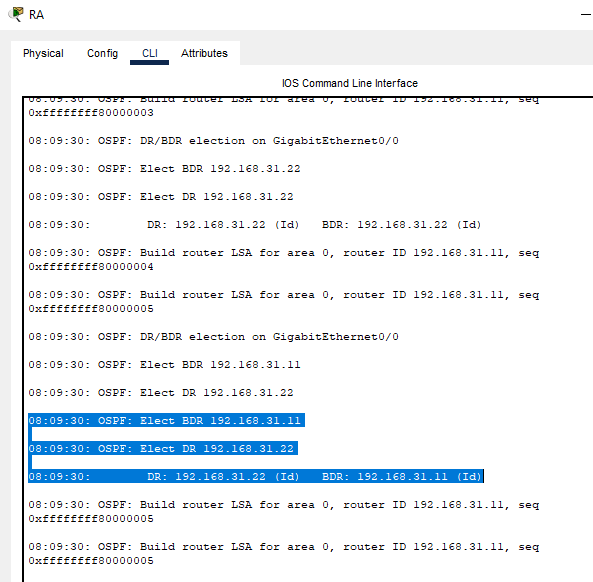 RA
Physical Config CLI Attributes
IOS Command Line Interface
08:09:30: OSPF: Build router LSA for area 0, router ID 192.168.31.11, seq
0xffffffff80000003
08:09:30: OSPF: DR/BDR election on GigabitEthernet0/0
08:09:30: OSPF: Elect BDR 192.168.31.22
08:09:30: OSPF: Elect DR 192.168.31.22
08:09:30:        DR: 192.168.31.22 (Id)   BDR: 192.168.31.22 (Id)
08:09:30: OSPF: Build router LSA for area 0, router ID 192.168.31.11, seq
0xffffffff80000004
08:09:30: OSPF: Build router LSA for area 0, router ID 192.168.31.11, seq
0xffffffff80000005
08:09:30: OSPF: DR/BDR election on GigabitEthernet0/0
08:09:30: OSPF: Elect BDR 192.168.31.11
08:09:30: OSPF: Elect DR 192.168.31.22
08:09:30: OSPF: Elect BDR 192.168.31.11
08:09:30: OSPF: Elect DR 192.168.31.22
08:09:30:        DR: 192.168.31.22 (Id)   BDR: 192.168.31.11 (Id)
08:09:30: OSPF: Build router LSA for area 0, router ID 192.168.31.11, seq
0xffffffff80000005
08:09:30: OSPF: Build router LSA for area 0, router ID 192.168.31.11, seq
0xffffffff80000005